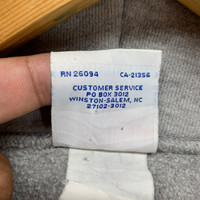 RN 26094 CA-21356
CUSTOMER SERVICE
PO BOX 3012
WINSTON-SALEM, NC
27102-3012